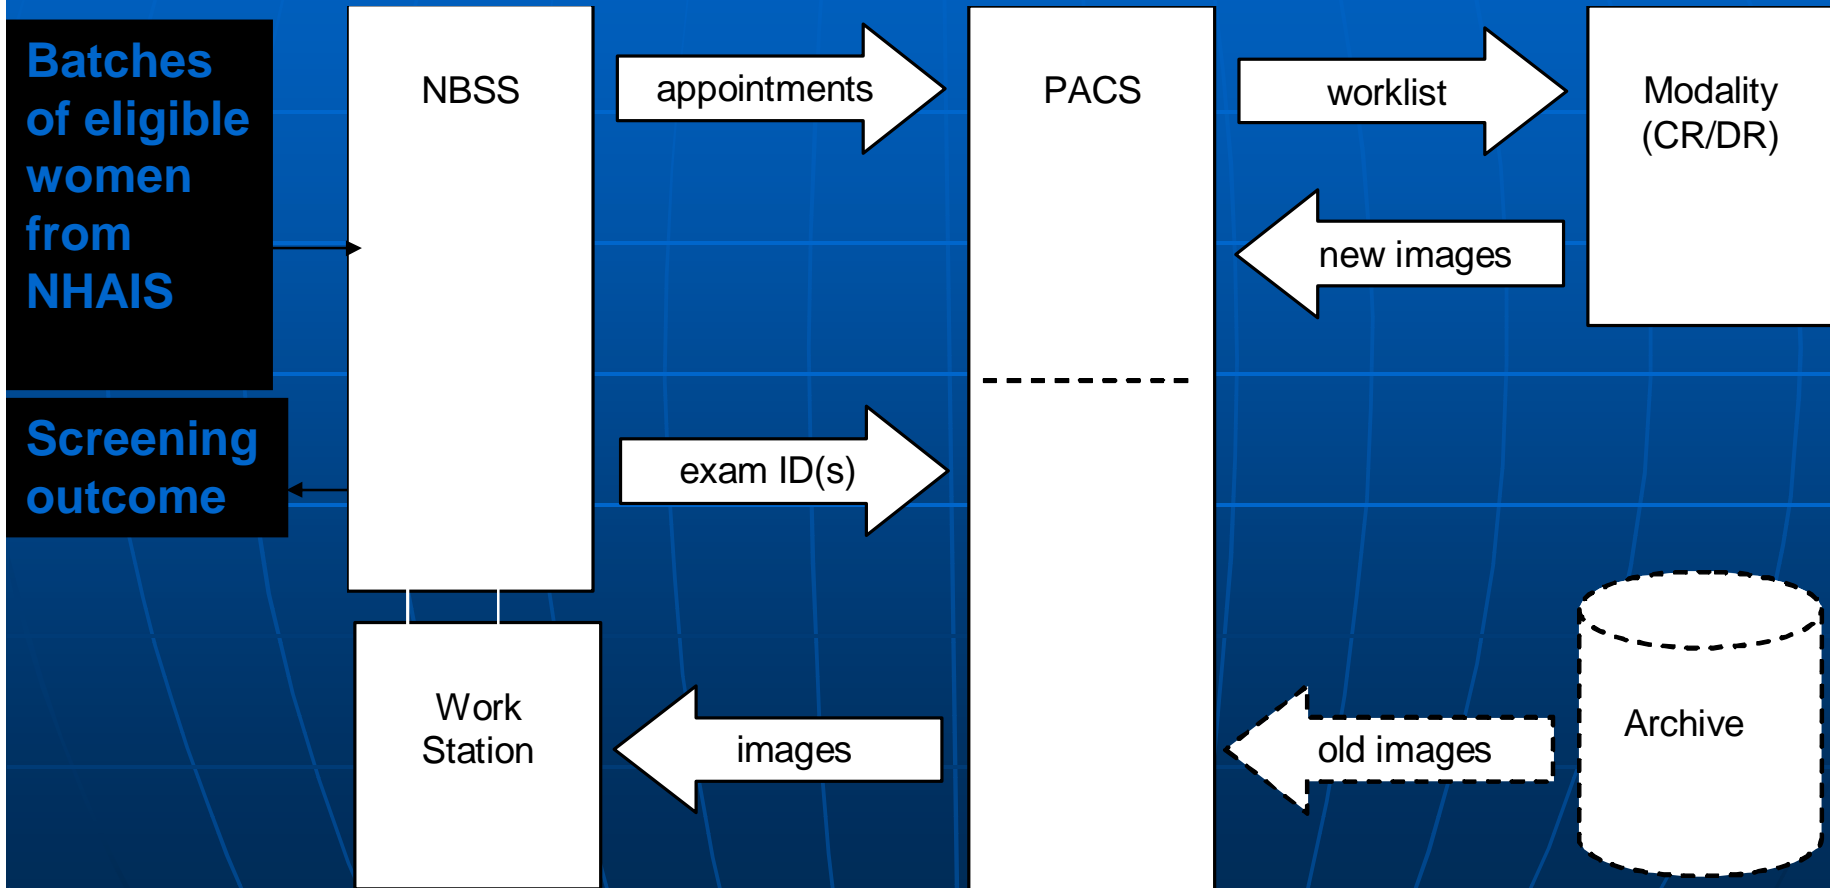 Batches
of eligible
women
from
NHAIS
NBSS
appointments
PACS
worklist
Modality
(CR/DR)
new images
Screening
outcome
exam ID(s)
Work
Station
images
old images
Archive